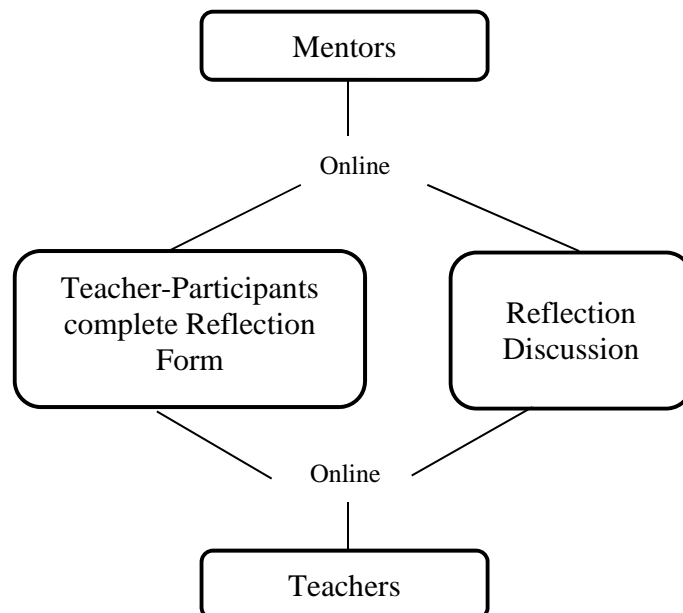 Mentors
Online
Teacher-Participants
complete Reflection
Form
Reflection
Discussion
Online
Teachers